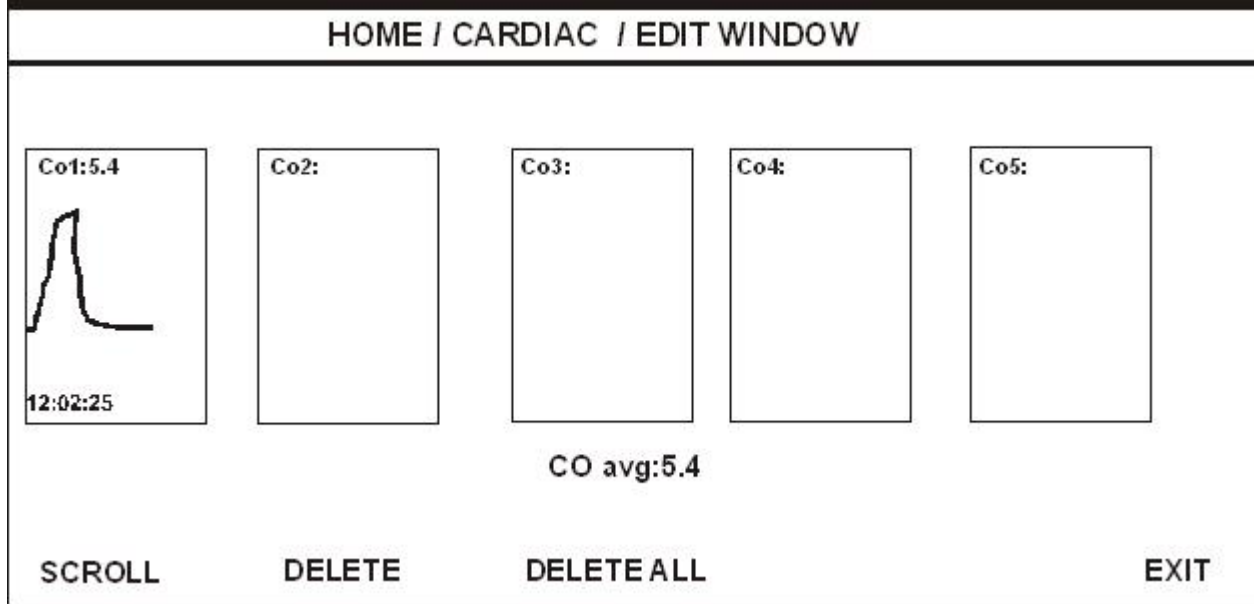 HOME / CARDIAC / EDIT WINDOW
Co1:5.4
Co2:
Co3:
Co4:
Co5:
12:02:25
CO avg:5.4
SCROLL
DELETE
DELETE ALL
EXIT